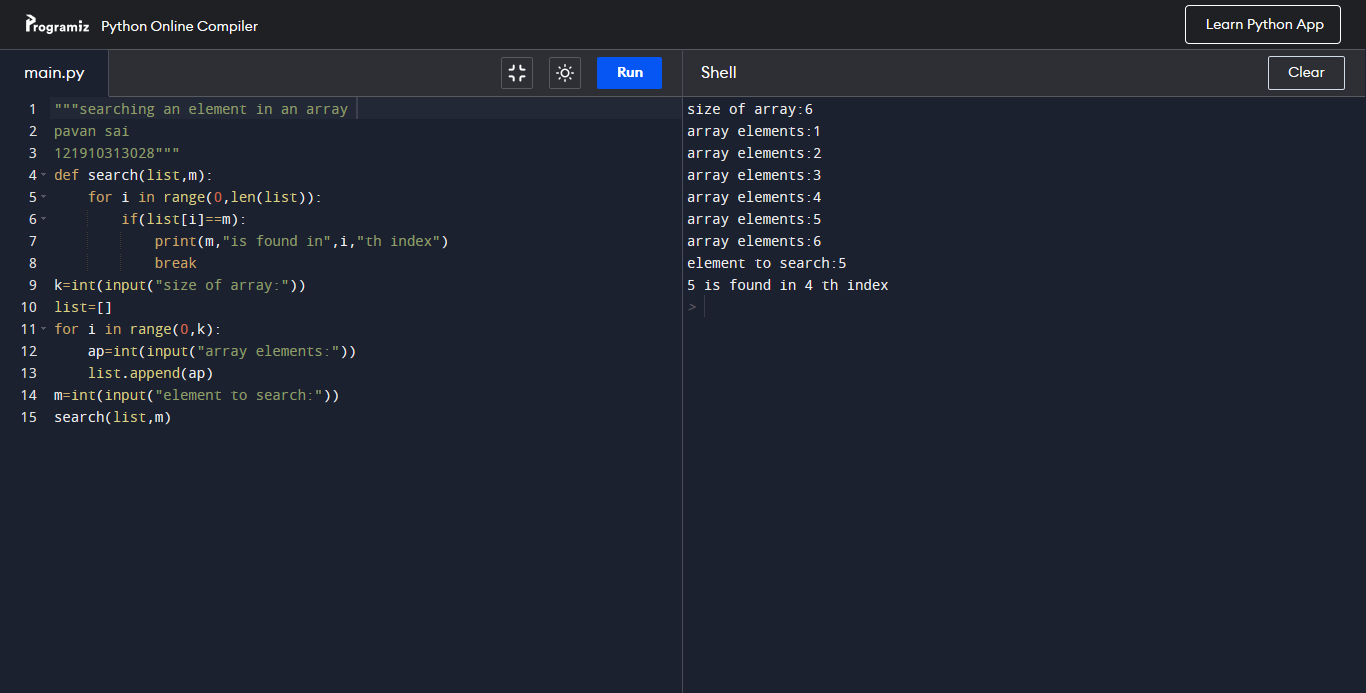 Programiz Python Online Compiler
Learn Python App
main.py
Run
Shell
Clear
1 """searching an element in an array
2 pavan sai
3 121910313028"""
4 def search(list,m):
5     for i in range(0,len(list)):
6         if(list[i]==m):
7             print(m,"is found in",i,"th index")
8             break
9 k=int(input("size of array:"))
10 list=[]
11 for i in range(0,k):
12     ap=int(input("array elements:"))
13     list.append(ap)
14 m=int(input("element to search:"))
15 search(list,m)
size of array:6
array elements:1
array elements:2
array elements:3
array elements:4
array elements:5
array elements:6
element to search:5
5 is found in 4 th index
>